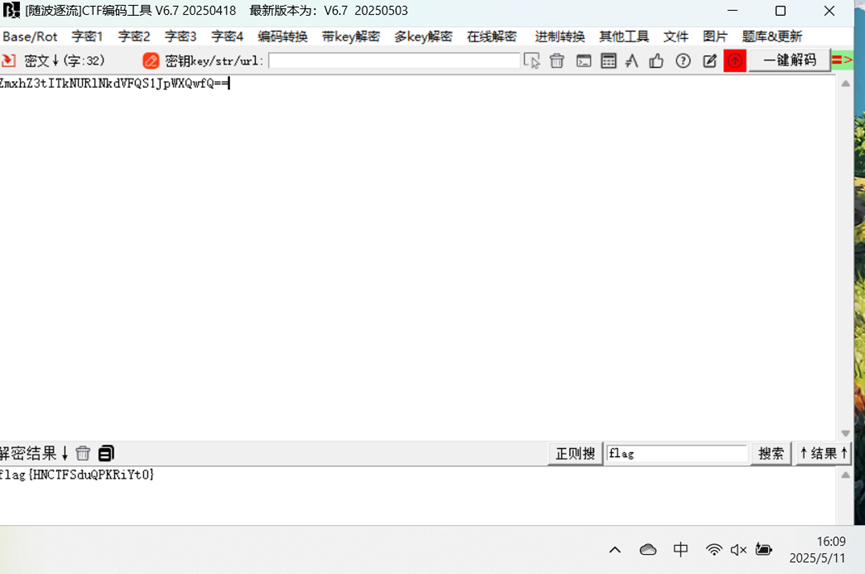 [随波逐流]CTF编码工具 V6.7 20250418 最新版本为：V6.7 20250503
Base/Rot 字密1 字密2 字密3 字密4 编码转换 带key解密 多key解密 在线解密 进制转换 其他工具 文件 图片 题库&更新
密文↓(字:32) 密钥key/str/url: 一键解码 =>
ZmxhZ3tITkNURlNkdVFQS1JpWXQwfQ==
解密结果↓ 正则搜 flag 搜索 ↑结果↑
flag{HNCTFSduQPKRiYt0}
中 16:09
2025/5/11